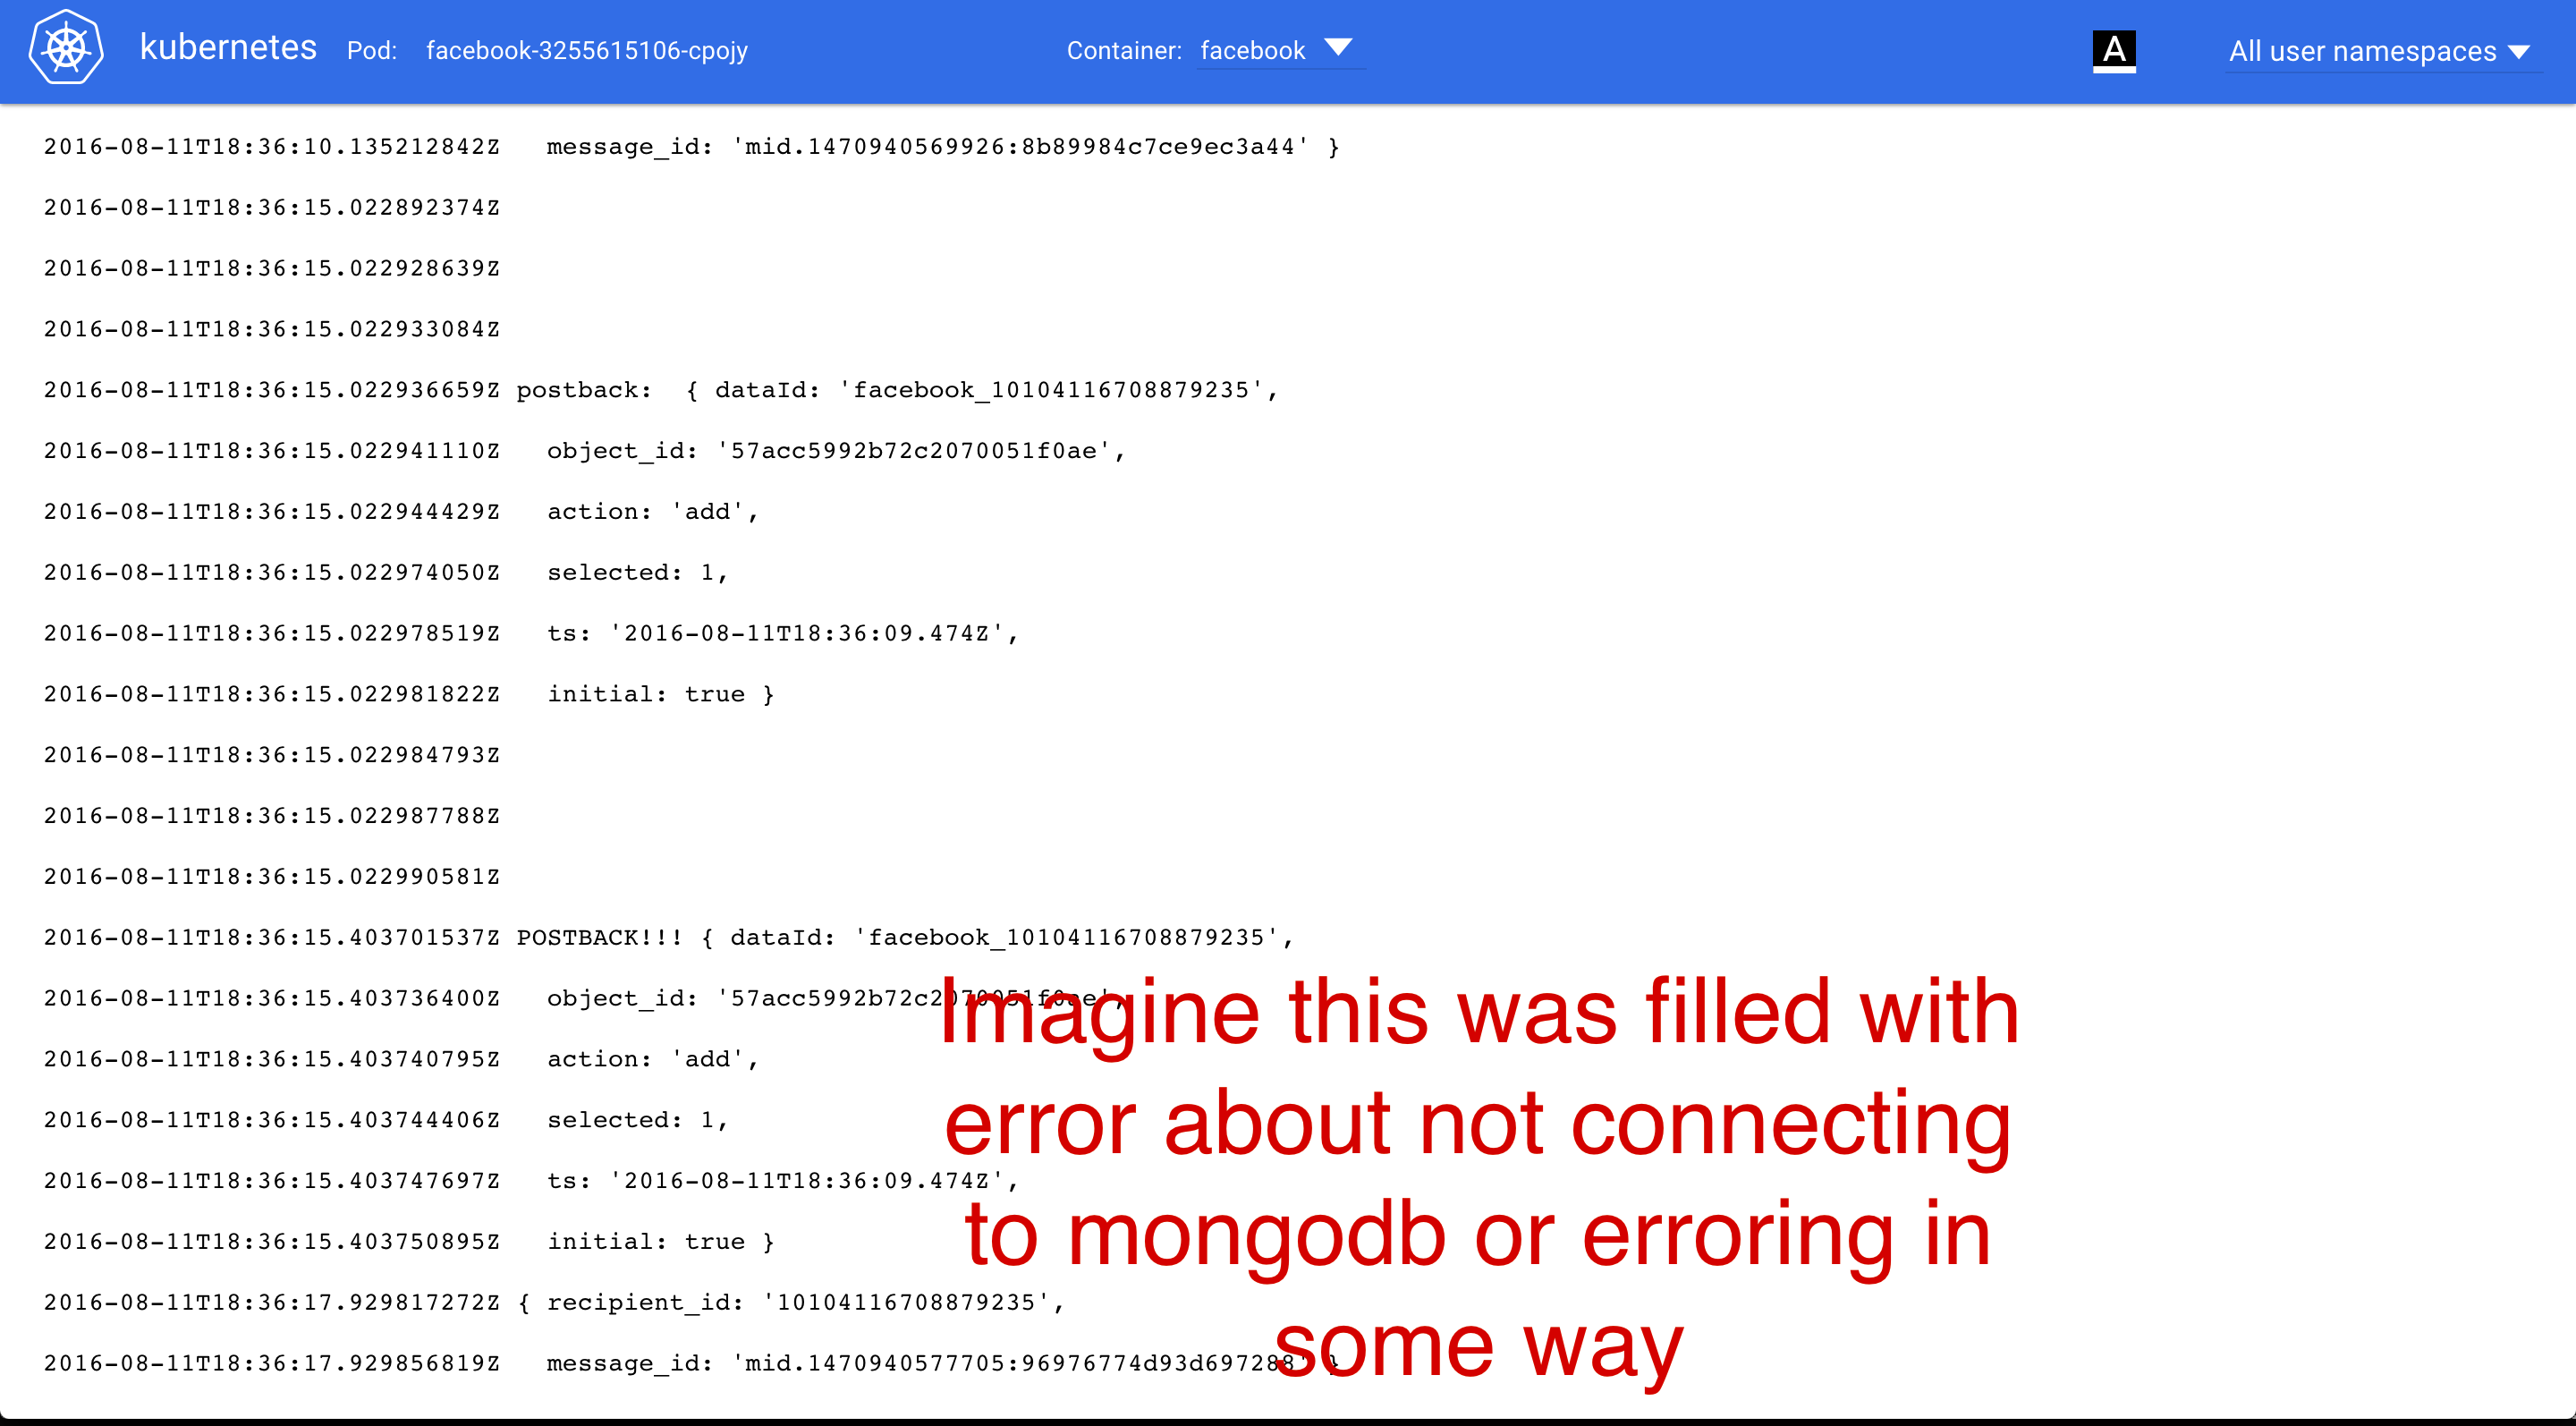 kubernetes Pod: facebook-3255615106-cpojy Container: facebook A All user namespaces
2016-08-11T18:36:10.135212842Z   message_id: 'mid.1470940569926:8b89984c7ce9ec3a44' }
2016-08-11T18:36:15.022892374Z
2016-08-11T18:36:15.022928639Z
2016-08-11T18:36:15.022933084Z
2016-08-11T18:36:15.022936659Z postback:  { dataId: 'facebook_10104116708879235',
2016-08-11T18:36:15.022941110Z   object_id: '57acc5992b72c2070051f0ae',
2016-08-11T18:36:15.022944429Z   action: 'add',
2016-08-11T18:36:15.022974050Z   selected: 1,
2016-08-11T18:36:15.022978519Z   ts: '2016-08-11T18:36:09.474Z',
2016-08-11T18:36:15.022981822Z   initial: true }
2016-08-11T18:36:15.022984793Z
2016-08-11T18:36:15.022987788Z
2016-08-11T18:36:15.022990581Z
2016-08-11T18:36:15.403701537Z POSTBACK!!! { dataId: 'facebook_10104116708879235',
2016-08-11T18:36:15.403736400Z   object_id: '57acc5992b72c2070051f0ae',
2016-08-11T18:36:15.403740795Z   action: 'add',
2016-08-11T18:36:15.403744406Z   selected: 1,
2016-08-11T18:36:15.403747697Z   ts: '2016-08-11T18:36:09.474Z',
2016-08-11T18:36:15.403750895Z   initial: true }
2016-08-11T18:36:17.929817272Z { recipient_id: '10104116708879235',
2016-08-11T18:36:17.929856819Z   message_id: 'mid.1470940577705:96976774d93d697288' }
Imagine this was filled with
error about not connecting
to mongodb or erroring in
some way